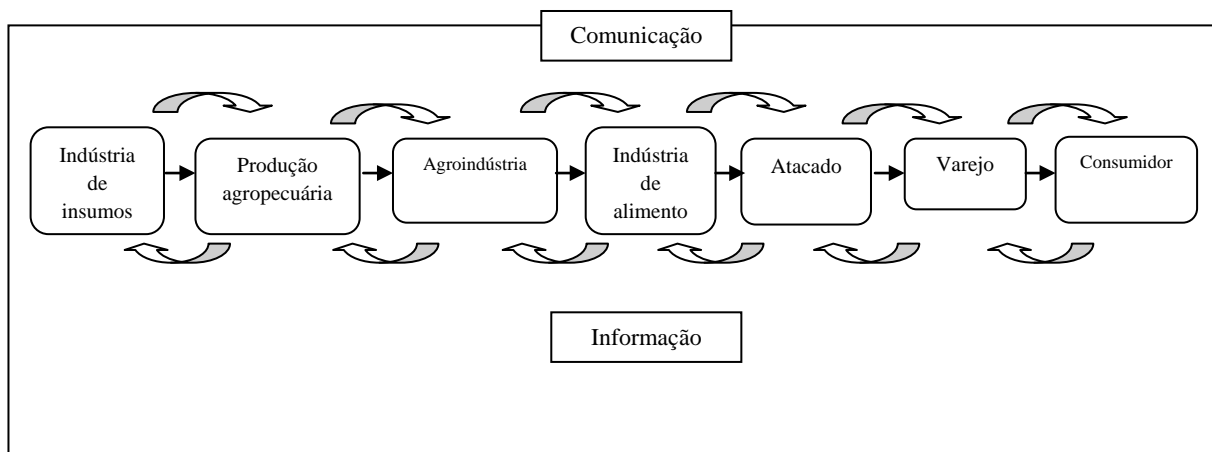 Comunicação
Indústria
de
insumos
Produção
agropecuária
Agroindústria
Indústria
de
alimento
Atacado
Varejo
Consumidor
Informação